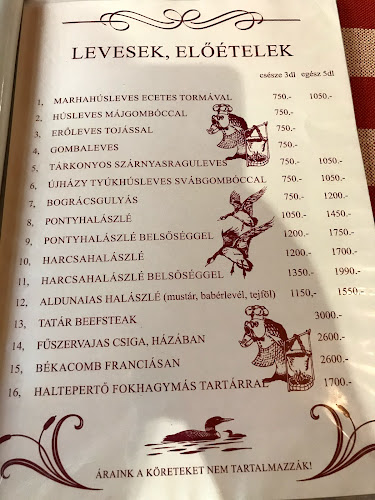 LEVESEK, ELŐÉTELEK
csésze 3dl egész 5dl
1, MARHAHÚSLEVES ECETES TORMÁVAL 750.- 1050.-
2, HÚSLEVES MÁJGOMBÓCCAL 750.-
3, ERŐLEVES TOJÁSSAL 750.-
4, GOMBALEVES 750.-
5, TÁRKONYOS SZÁRNYASRAGULEVES 750.- 1050.-
6, ÚJHÁZY TYÚKHÚSLEVES SVÁBGOMBÓCCAL 750.- 1050.-
7, BOGRÁCSGULYÁS 750.- 1200.-
8, PONTYHALÁSZLÉ 1050.- 1450.-
9, PONTYHALÁSZLÉ BELSŐSÉGGEL 1200.- 1750.-
10, HARCSAHALÁSZLÉ 1200.- 1700.-
11, HARCSAHALÁSZLÉ BELSŐSÉGGEL 1350.- 1990.-
12, ALDUNAIAS HALÁSZLÉ (mustár, babérlevél, tejföl) 1150,- 1550.-
13, TATÁR BEEFSTEAK 3000.-
14, FŰSZERVAJAS CSIGA, HÁZÁBAN 2600.-
15, BÉKACOMB FRANCIÁSAN 2600.-
16, HALTEPERTŐ FOKHAGYMÁS TARTÁRRAL 1700.-
ÁRAINK A KÖRETEKET NEM TARTALMAZZÁK!